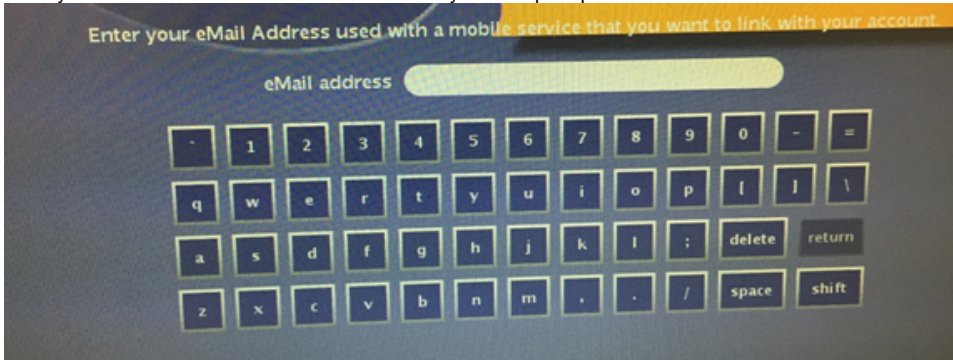 Enter your eMail Address used with a mobile service that you want to link with your account.
eMail address
` 1 2 3 4 5 6 7 8 9 0 - =
q w e r t y u i o p [ ] \
a s d f g h j k l ; delete return
z x c v b n m , . / space shift